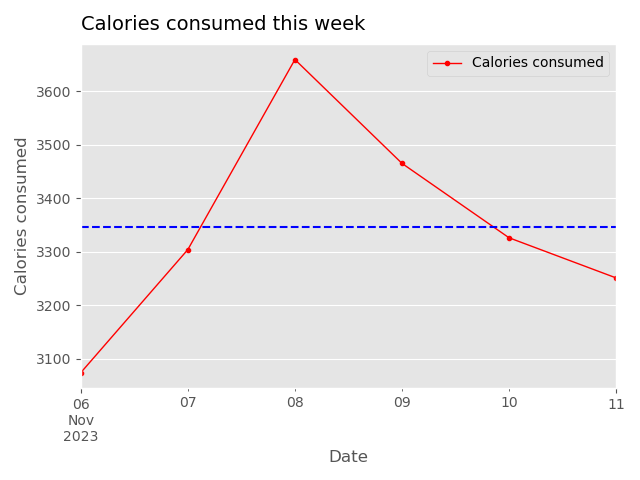 Calories consumed this week
Calories consumed
3600
3500
3400
3300
3200
3100
Calories consumed
06
Nov
2023
07
08
09
10
11
Date